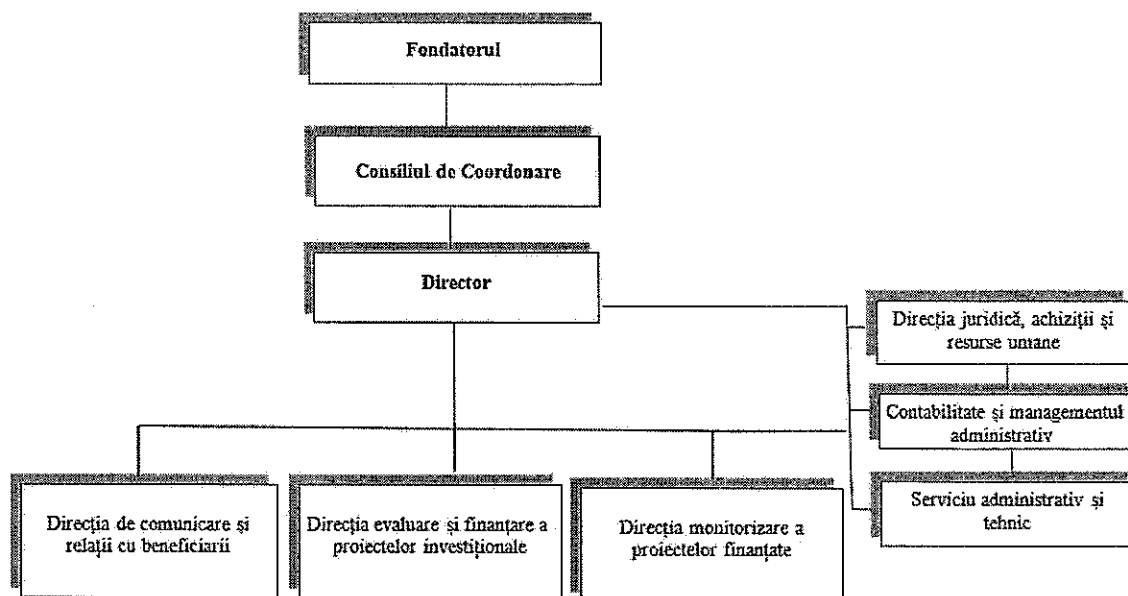 Fondatorul
Consiliul de Coordonare
Director
Direcția juridică, achiziții și
resurse umane
Contabilitate și managementul
administrativ
Serviciu administrativ și
tehnic
Direcția de comunicare și
relații cu beneficiarii
Direcția evaluare și finanțare a
proiectelor investiționale
Direcția monitorizare a
proiectelor finanțate